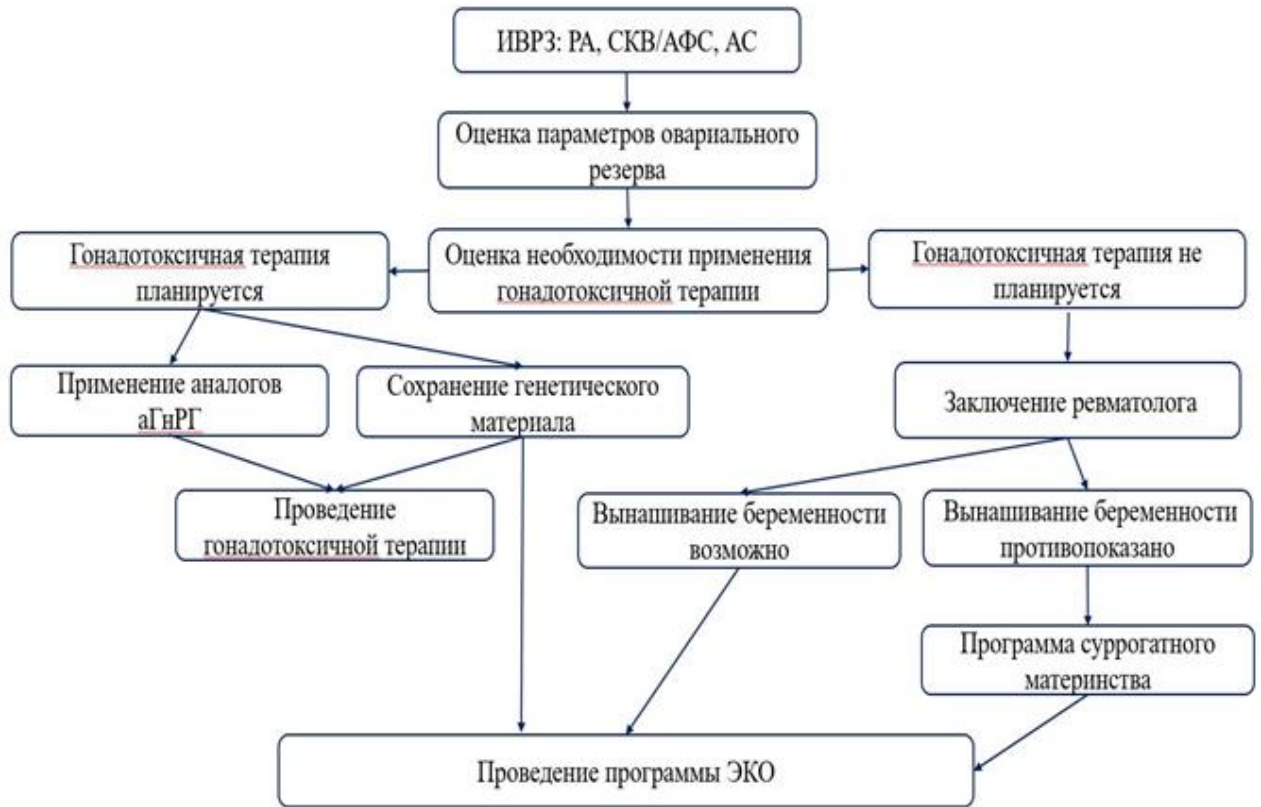 ИВРЗ: РА, СКВ/АФС, АС
Оценка параметров овариального
резерва
Гонадотоксичная терапия
планируется
Оценка необходимости применения
гонадотоксичной терапии
Гонадотоксичная терапия не
планируется
Применение аналогов
аГнРГ
Сохранение генетического
материала
Заключение ревматолога
Проведение
гонадотоксичной терапии
Вынашивание беременности
возможно
Вынашивание беременности
противопоказано
Программа суррогатного
материнства
Проведение программы ЭКО